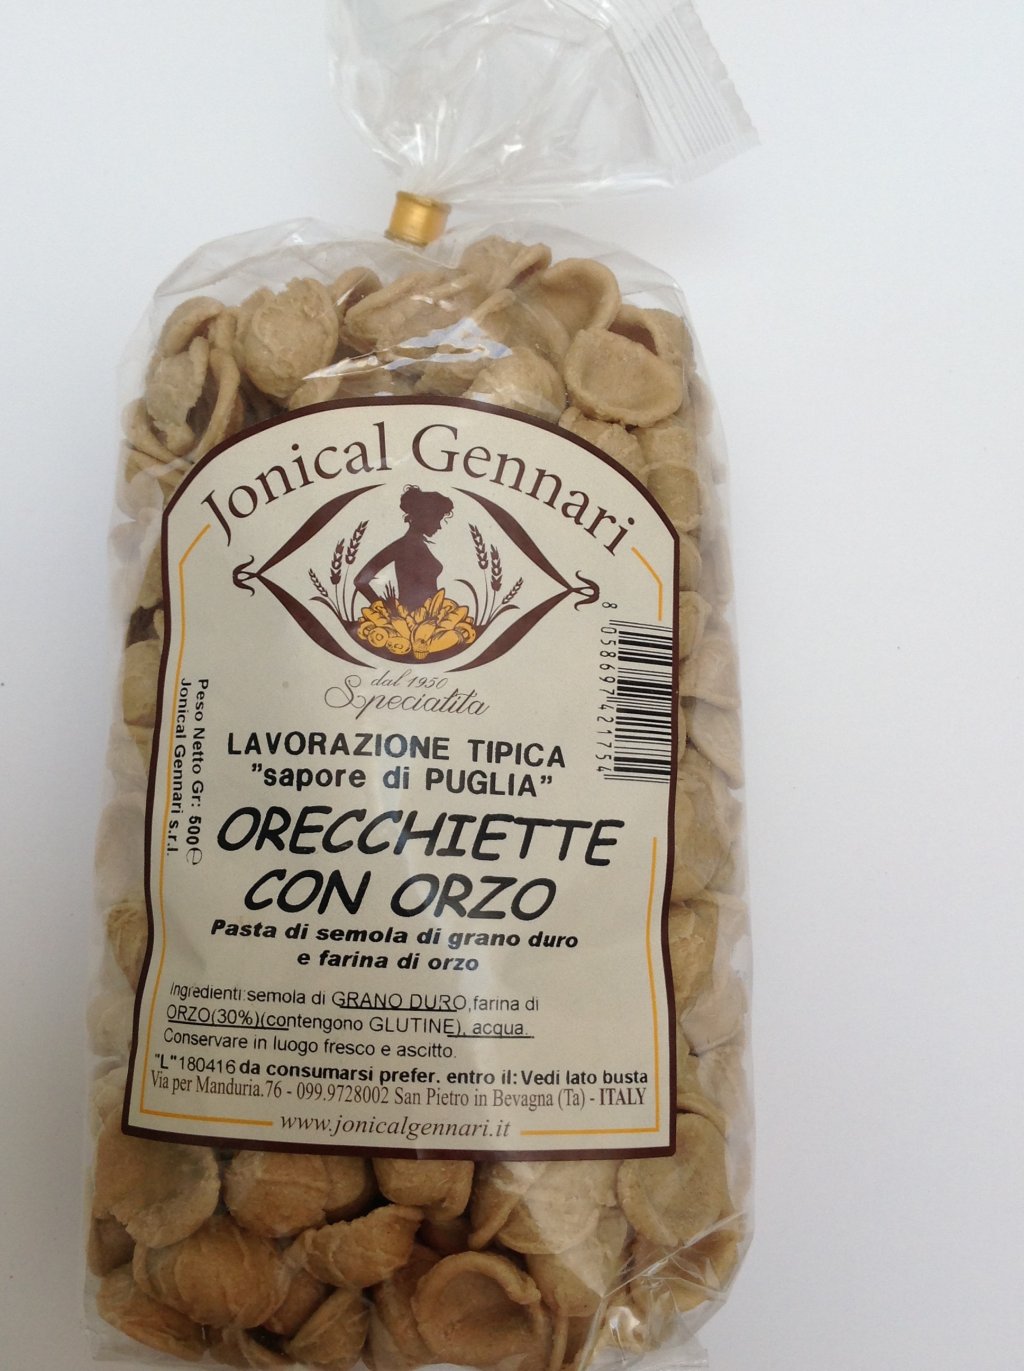 Jonical Gennari
dal 1950
Specialità
LAVORAZIONE TIPICA
"sapore di PUGLIA"
ORECCHIETTE
CON ORZO
Pasta di semola di grano duro
e farina di orzo
Ingredienti:semola di GRANO DURO,farina di
ORZO(30%)(contengono GLUTINE), acqua.
Conservare in luogo fresco e ascitto.
"L"180416 da consumarsi prefer. entro il: Vedi lato busta
Via per Manduria.76 - 099.9728002 San Pietro in Bevagna (Ta) - ITALY
www.jonicalgennari.it
Peso Netto Gr: 500℮
Jonical Gennari s.r.l.
8 058697 421754